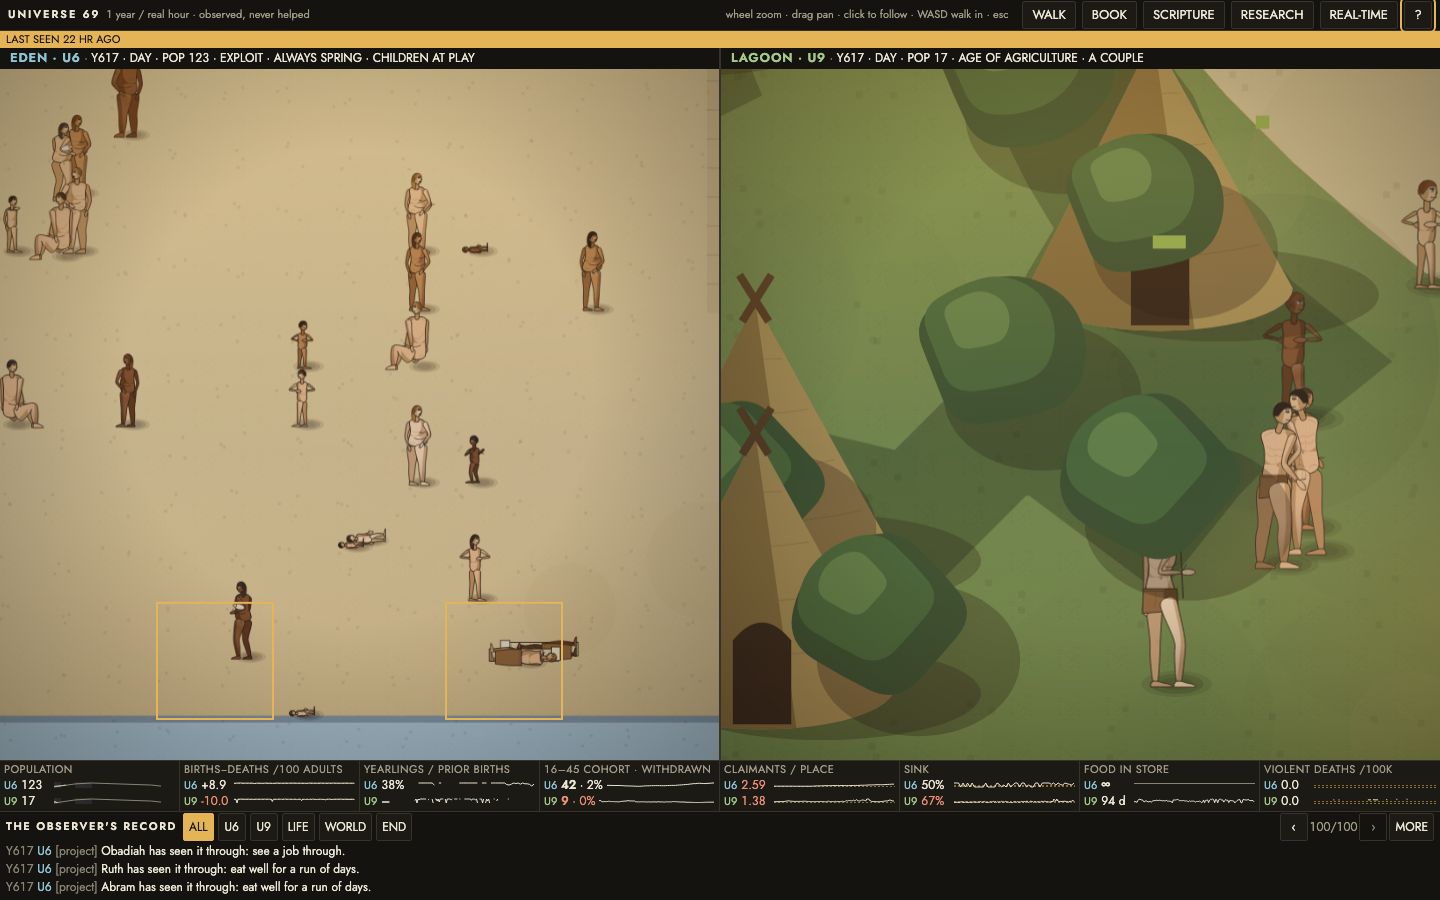 UNIVERSE 69 1 year / real hour · observed, never helped wheel zoom · drag pan · click to follow · WASD walk in · esc WALK BOOK SCRIPTURE RESEARCH REAL-TIME ?
LAST SEEN 22 HR AGO
EDEN · U6 · Y617 · DAY · POP 123 · EXPLOIT · ALWAYS SPRING · CHILDREN AT PLAY
LAGOON · U9 · Y617 · DAY · POP 17 · AGE OF AGRICULTURE · A COUPLE
POPULATION
U6 123
U9 17
BIRTHS–DEATHS /100 ADULTS
U6 +8.9
U9 -10.0
YEARLINGS / PRIOR BIRTHS
U6 38%
U9 –
16–45 COHORT · WITHDRAWN
U6 42 · 2%
U9 9 · 0%
CLAIMANTS / PLACE
U6 2.59
U9 1.38
SINK
U6 50%
U9 67%
FOOD IN STORE
U6 ∞
U9 94 d
VIOLENT DEATHS /100K
U6 0.0
U9 0.0
THE OBSERVER'S RECORD ALL U6 U9 LIFE WORLD END ‹ 100/100 › MORE
Y617 U6 [project] Obadiah has seen it through: see a job through.
Y617 U6 [project] Ruth has seen it through: eat well for a run of days.
Y617 U6 [project] Abram has seen it through: eat well for a run of days.